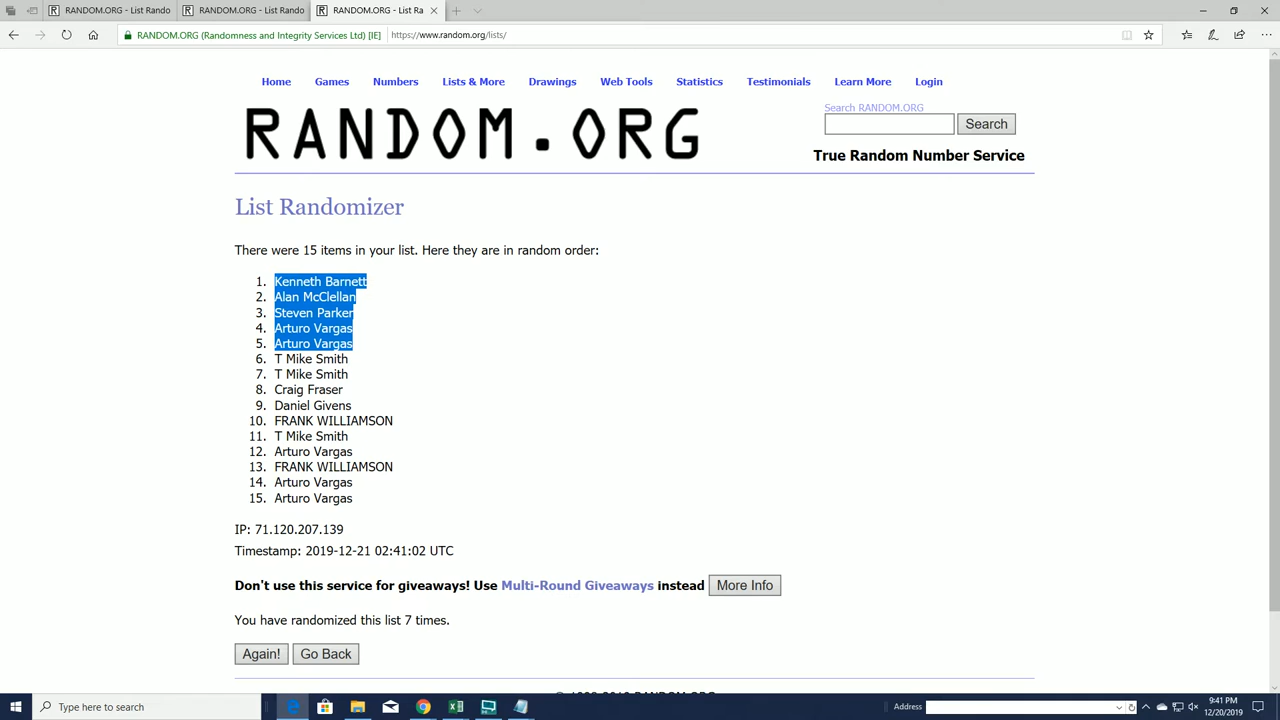 RANDOM.ORG - List Rando
RANDOM.ORG - List Rando
RANDOM.ORG - List Ra
RANDOM.ORG (Randomness and Integrity Services Ltd) [IE]
https://www.random.org/lists/
Home Games Numbers Lists & More Drawings Web Tools Statistics Testimonials Learn More Login
Search RANDOM.ORG
RANDOM.ORG
Search
True Random Number Service
List Randomizer
There were 15 items in your list. Here they are in random order:
1. Kenneth Barnett
2. Alan McClellan
3. Steven Parker
4. Arturo Vargas
5. Arturo Vargas
6. T Mike Smith
7. T Mike Smith
8. Craig Fraser
9. Daniel Givens
10. FRANK WILLIAMSON
11. T Mike Smith
12. Arturo Vargas
13. FRANK WILLIAMSON
14. Arturo Vargas
15. Arturo Vargas
IP: 71.120.207.139
Timestamp: 2019-12-21 02:41:02 UTC
Don't use this service for giveaways! Use Multi-Round Giveaways instead More Info
You have randomized this list 7 times.
Again! Go Back
Type here to search
Address
9:41 PM
12/20/2019